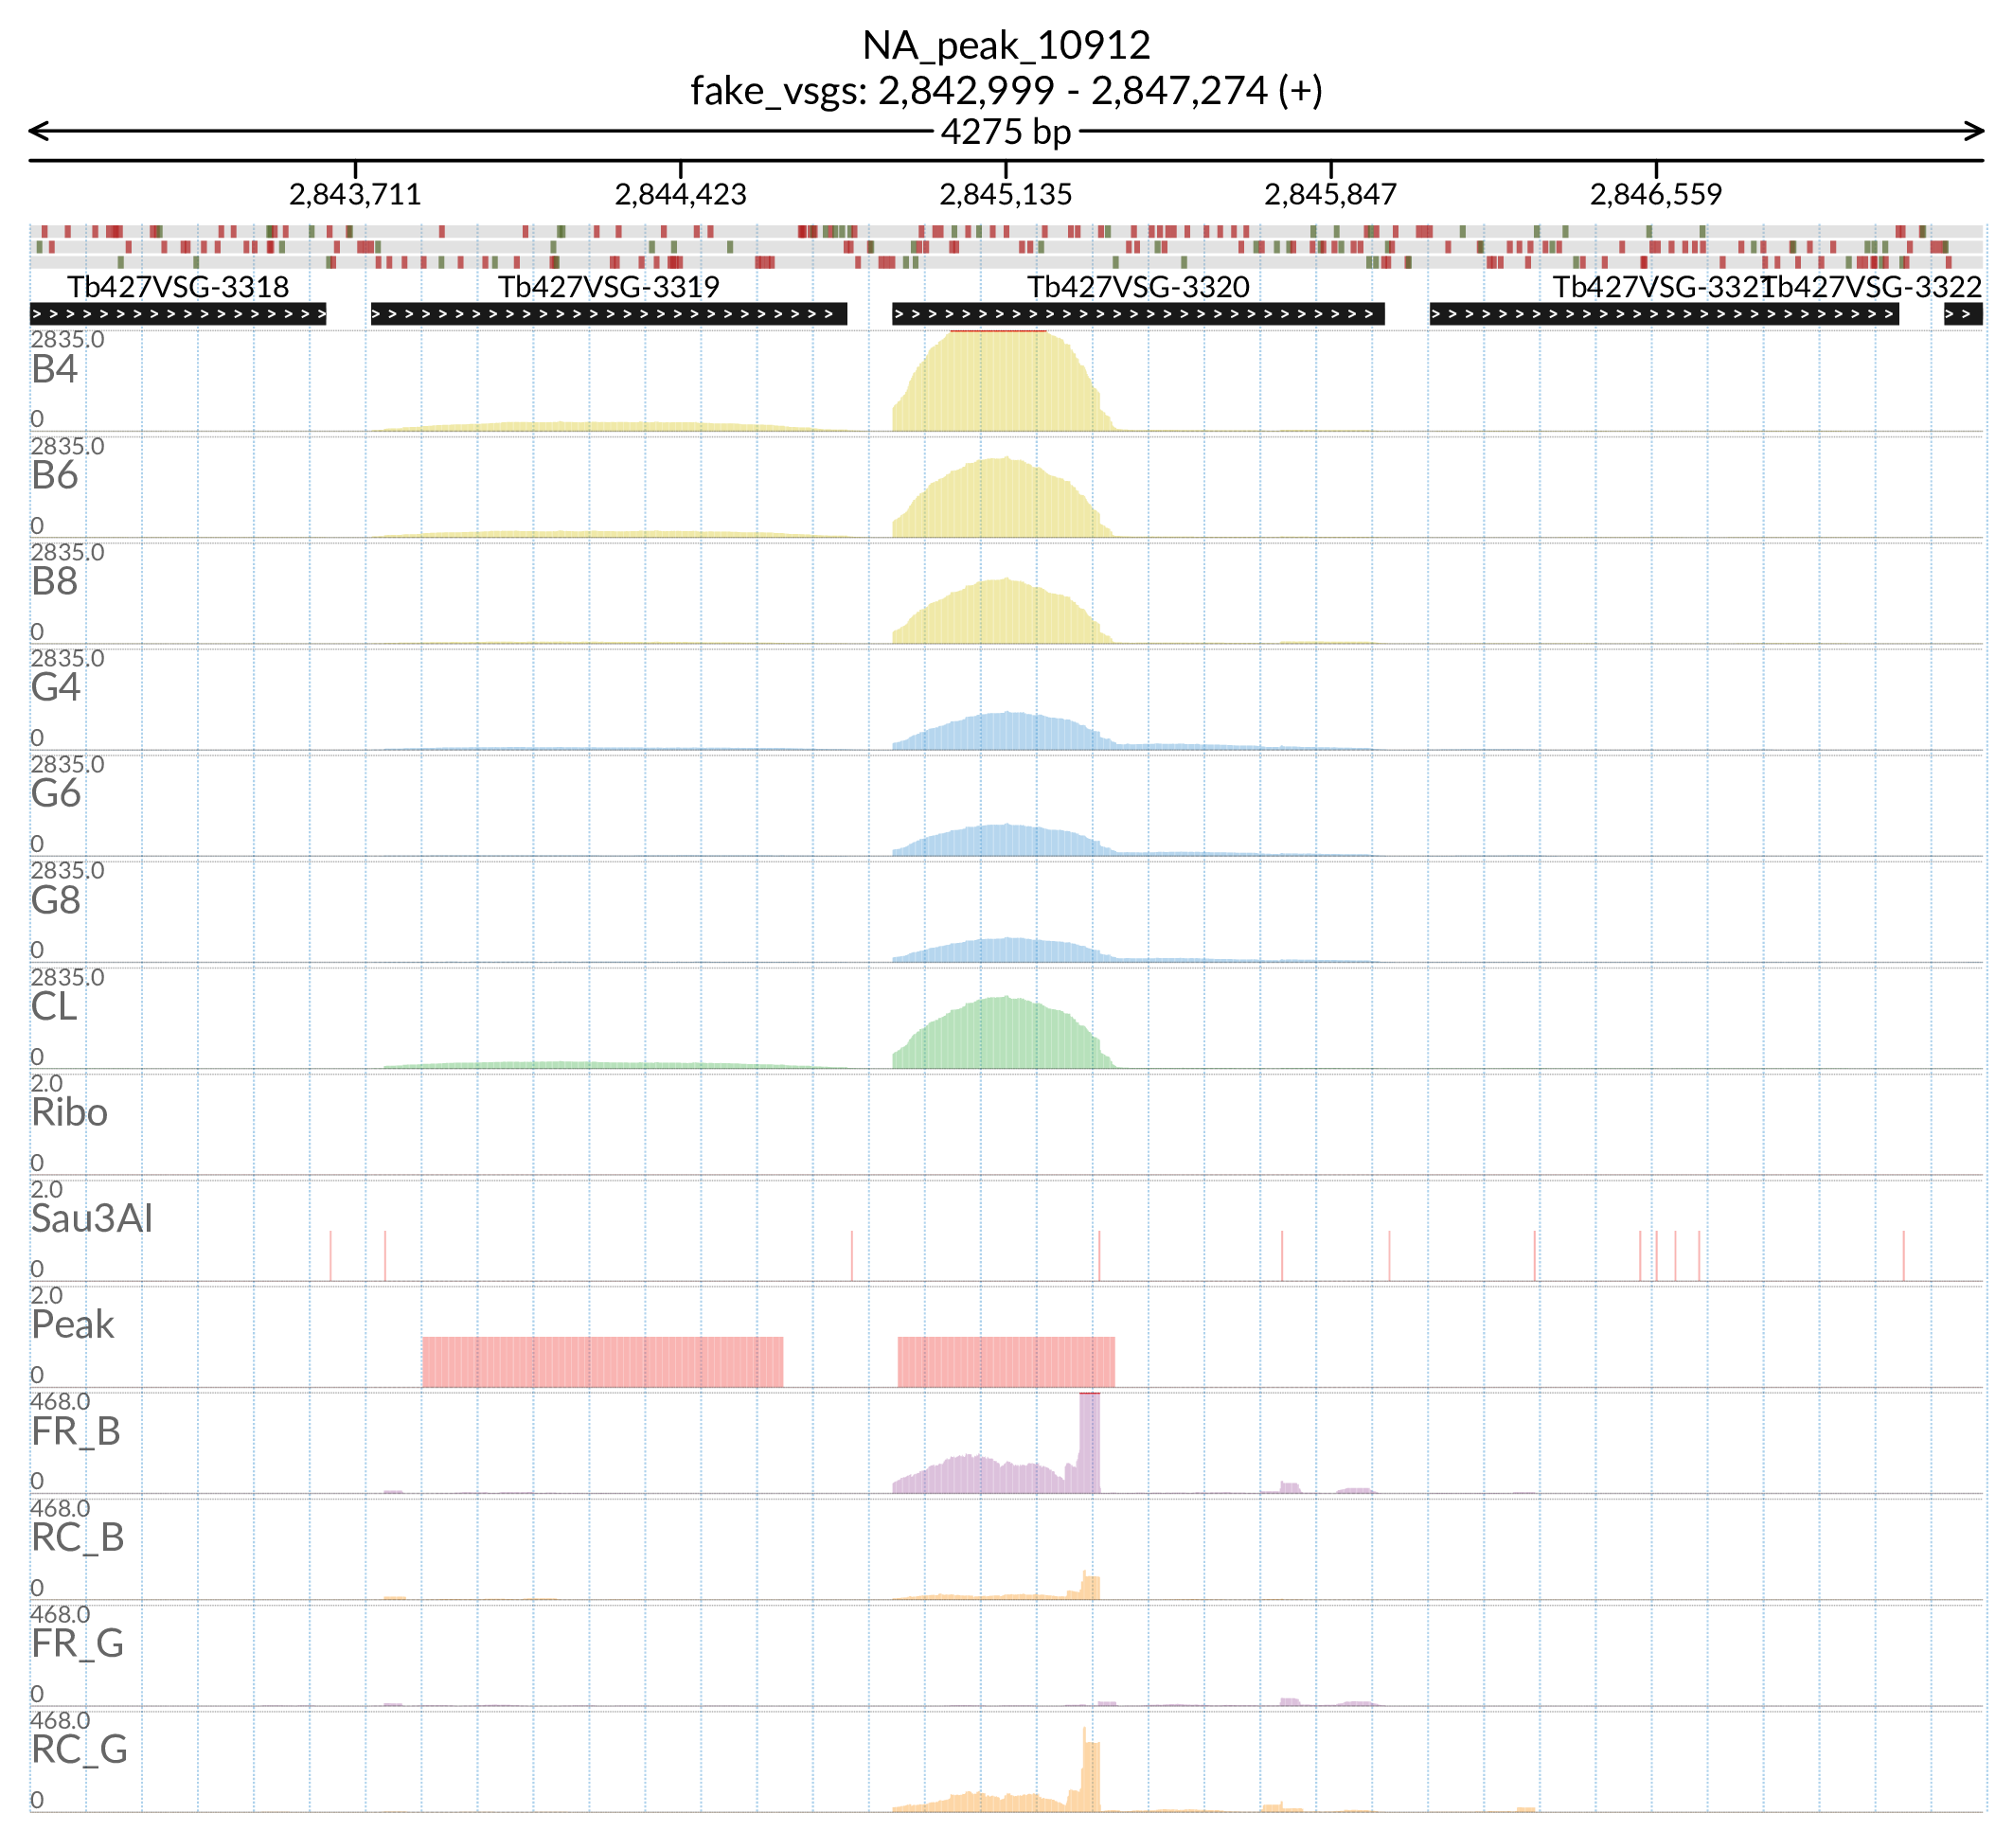 NA_peak_10912
fake_vsgs: 2,842,999 - 2,847,274 (+)
4275 bp
2,843,711 2,844,423 2,845,135 2,845,847 2,846,559
Tb427VSG-3318 Tb427VSG-3319 Tb427VSG-3320 Tb427VSG-3321 Tb427VSG-3322
2835.0
B4
0
2835.0
B6
0
2835.0
B8
0
2835.0
G4
0
2835.0
G6
0
2835.0
G8
0
2835.0
CL
0
2.0
Ribo
0
2.0
Sau3AI
0
2.0
Peak
0
468.0
FR_B
0
468.0
RC_B
0
468.0
FR_G
0
468.0
RC_G
0